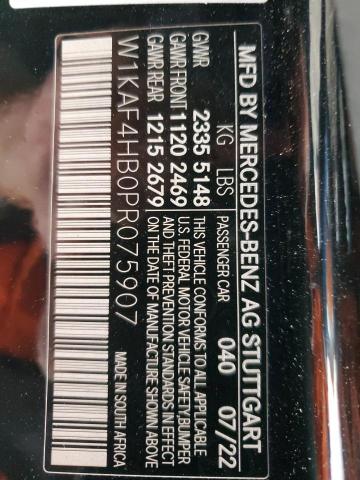 MFD BY MERCEDES-BENZ AG STUTTGART
KG LBS PASSENGER CAR 040 07/22
GVWR 2335 5148 THIS VEHICLE CONFORMS TO ALL APPLICABLE
GAWR FRONT 1120 2469 U.S. FEDERAL MOTOR VEHICLE SAFETY, BUMPER
GAWR REAR 1215 2679 AND THEFT PREVENTION STANDARDS IN EFFECT
ON THE DATE OF MANUFACTURE SHOWN ABOVE
W1KAF4HB0PR075907 MADE IN SOUTH AFRICA